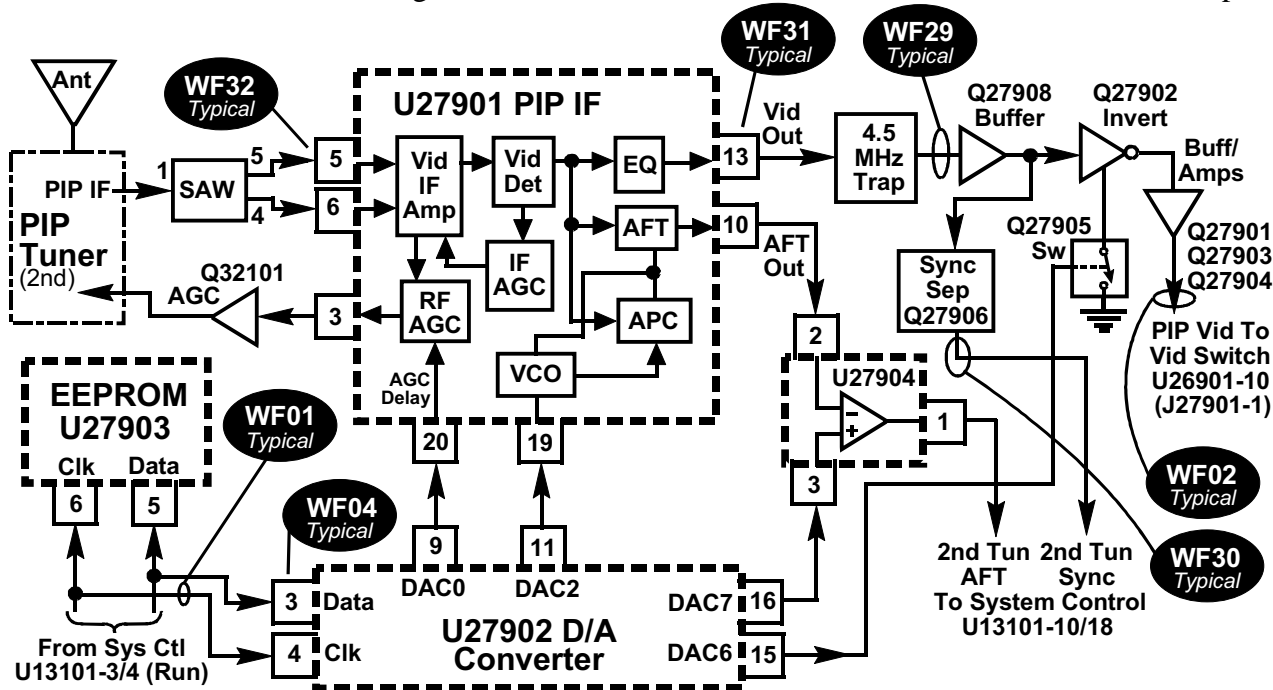 Ant
PIP IF
PIP
Tuner
(2nd)
1
SAW
5
4
WF32
Typical
5
6
3
Q32101
AGC
U27901 PIP IF
Vid
IF
Amp
Vid
Det
EQ
IF
AGC
AFT
RF
AGC
APC
VCO
AGC
Delay
20
19
WF31
Typical
Vid
Out
13
10
AFT
Out
4.5
MHz
Trap
WF29
Typical
Q27908
Buffer
Q27902
Invert
Buff/
Amps
Q27905
Sw
Q27901
Q27903
Q27904
Sync
Sep
Q27906
PIP Vid To
Vid Switch
U26901-10
(J27901-1)
2
U27904
−
+
1
3
EEPROM
U27903
Clk
Data
6
5
WF01
Typical
WF04
Typical
9
11
DAC0
DAC2
3
Data
4
Clk
U27902 D/A
Converter
DAC7
16
DAC6
15
From Sys Ctl
U13101-3/4 (Run)
2nd Tun
AFT
2nd Tun
Sync
To System Control
U13101-10/18
WF02
Typical
WF30
Typical